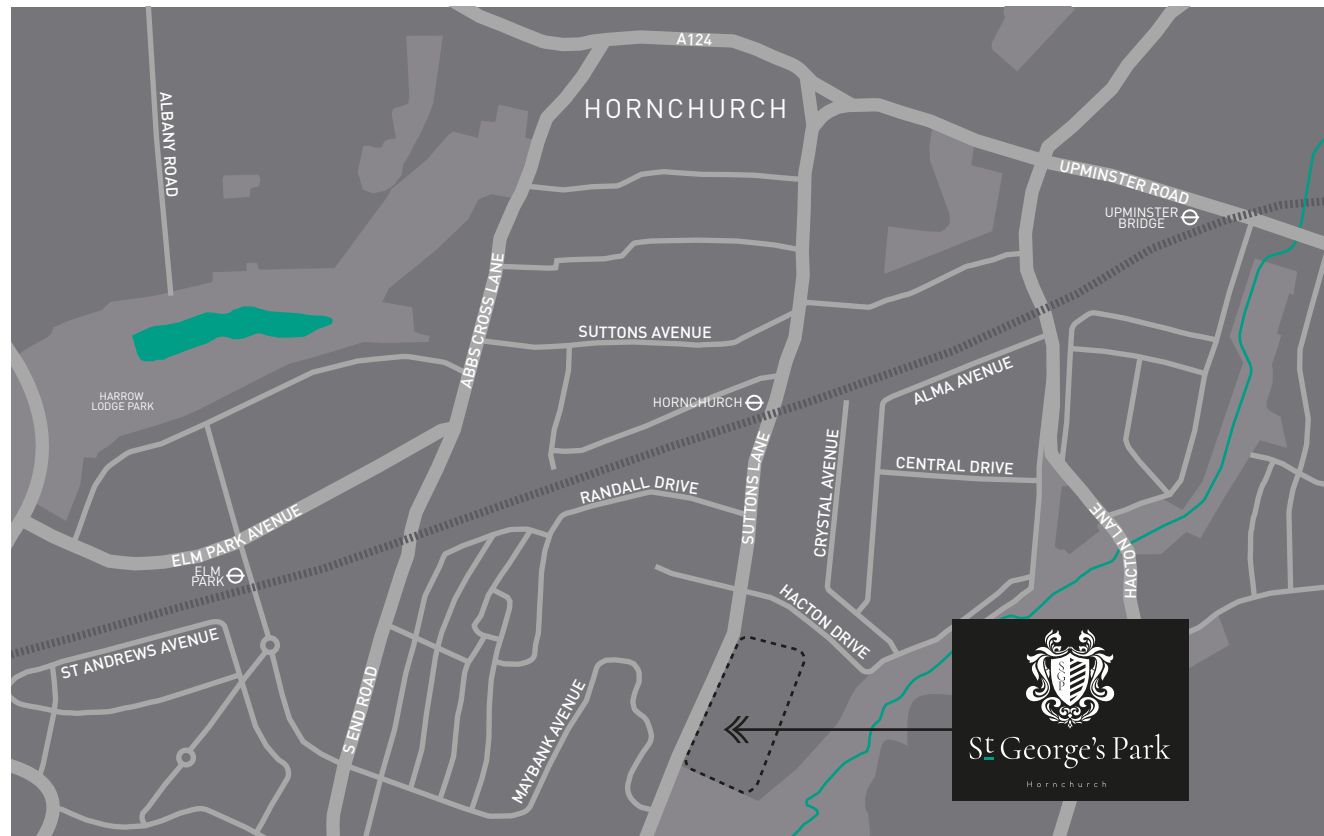 A124
HORNCHURCH
ALBANY ROAD
UPMINSTER ROAD
UPMINSTER
BRIDGE
ABBS CROSS LANE
SUTTONS AVENUE
HARROW
LODGE PARK
HORNCHURCH
ALMA AVENUE
SUTTONS LANE
CRYSTAL AVENUE
CENTRAL DRIVE
RANDALL DRIVE
ELM PARK AVENUE
ELM
PARK
HACTON LANE
HACTON DRIVE
ST ANDREWS AVENUE
S END ROAD
MAYBANK AVENUE
SGP
St George's Park
Hornchurch